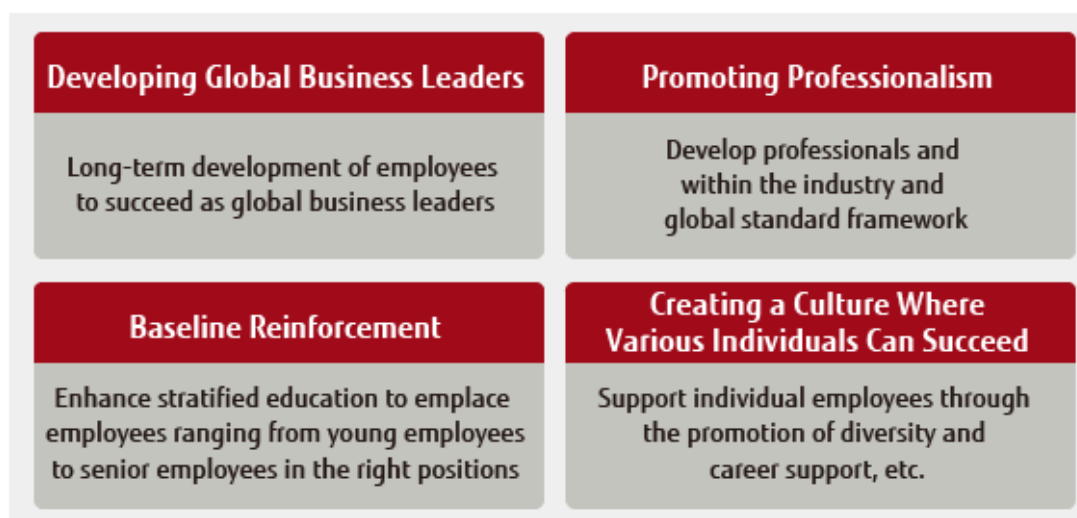 Developing Global Business Leaders
Long-term development of employees
to succeed as global business leaders
Promoting Professionalism
Develop professionals and
within the industry and
global standard framework
Baseline Reinforcement
Enhance stratified education to emplace
employees ranging from young employees
to senior employees in the right positions
Creating a Culture Where
Various Individuals Can Succeed
Support individual employees through
the promotion of diversity and
career support, etc.